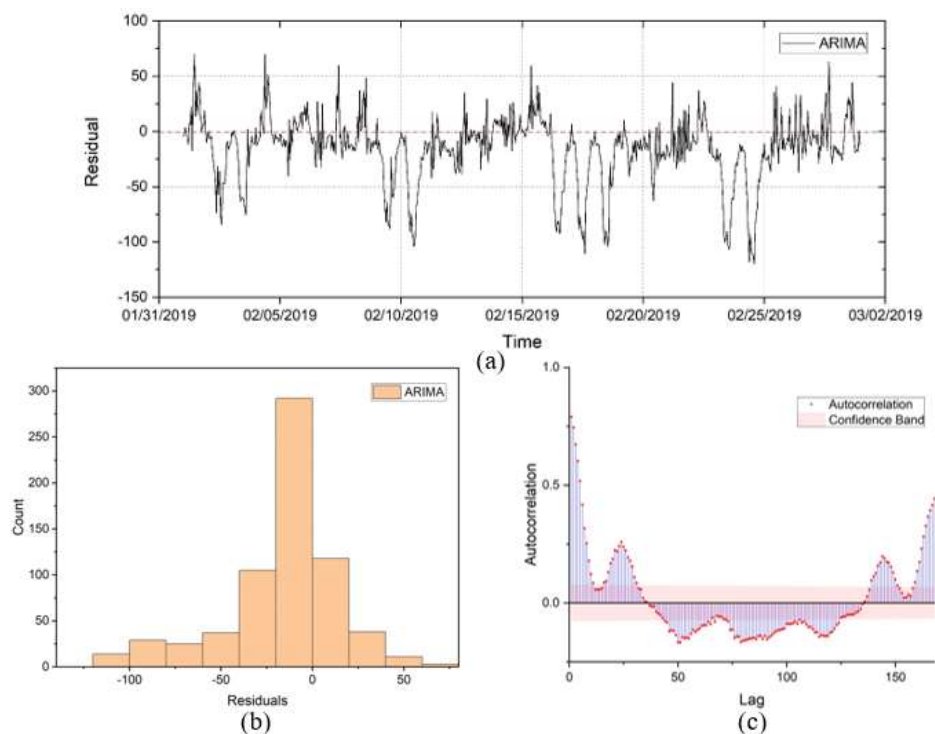 100
50
0
-50
-100
-150
Residual
ARIMA
01/31/2019 02/05/2019 02/10/2019 02/15/2019 02/20/2019 02/25/2019 03/02/2019
Time
(a)
300
250
200
150
100
50
0
Count
ARIMA
-100 -50 0 50
Residuals
(b)
1.0
0.5
0.0
Autocorrelation
Autocorrelation
Confidence Band
0 50 100 150
Lag
(c)